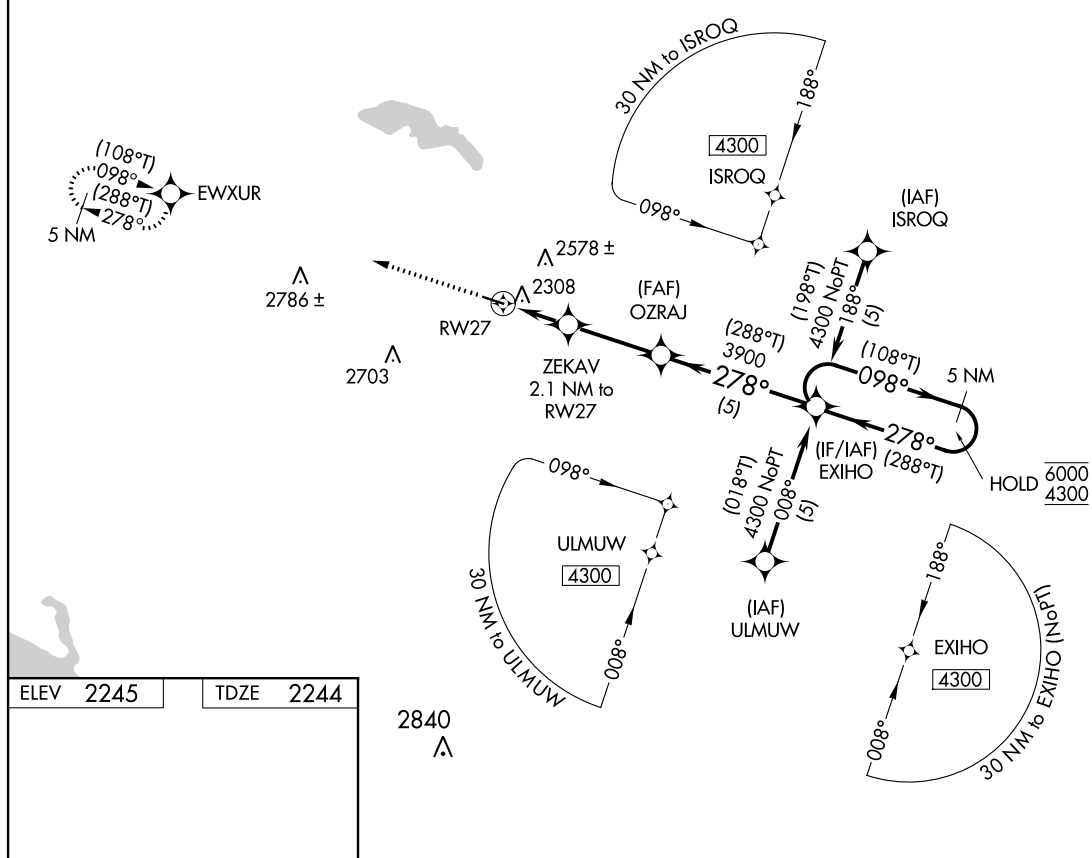 30 NM to ISROQ
188°
4300
ISROQ
098°
(108°T)
098°
(288°T)
278°
5 NM
EWXUR
(IAF)
ISROQ
(198°T)
4300 NoPT
188°
(5)
2578 ±
2308
2786 ±
RW27
2703
(FAF)
OZRAJ
(288°T)
3900
278°
(5)
ZEKAV
2.1 NM to
RW27
(108°T)
098°
5 NM
278°
(288°T)
(IF/IAF)
EXIHO
HOLD
6000
4300
(018°T)
4300 NoPT
008°
(5)
(IAF)
ULMUW
098°
ULMUW
4300
008°
30 NM to ULMUW
188°
EXIHO
4300
008°
30 NM to EXIHO (NoPT)
ELEV 2245
TDZE 2244
2840